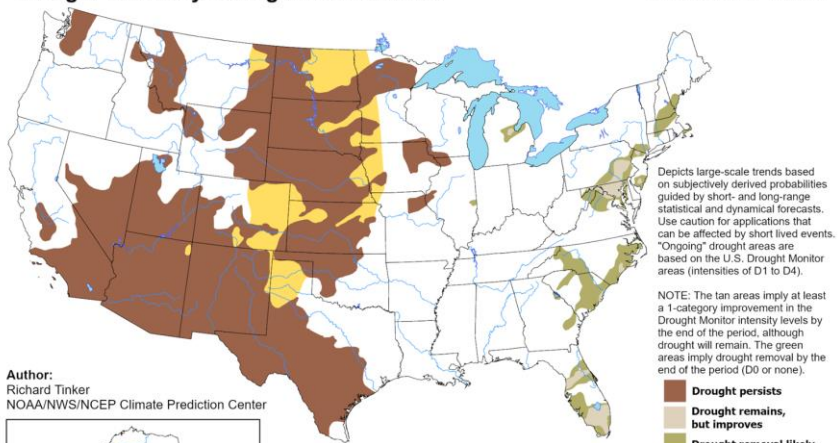 Depicts large-scale trends based
on subjectively derived probabilities
guided by short- and long-range
statistical and dynamical forecasts.
Use caution for applications that
can be affected by short lived events.
"Ongoing" drought areas are
based on the U.S. Drought Monitor
areas (intensities of D1 to D4).
NOTE: The tan areas imply at least
a 1-category improvement in the
Drought Monitor intensity levels by
the end of the period, although
drought will remain. The green
areas imply drought removal by the
end of the period (D0 or none).
Author:
Richard Tinker
NOAA/NWS/NCEP Climate Prediction Center
Drought persists
Drought remains,
but improves
Drought removal likely